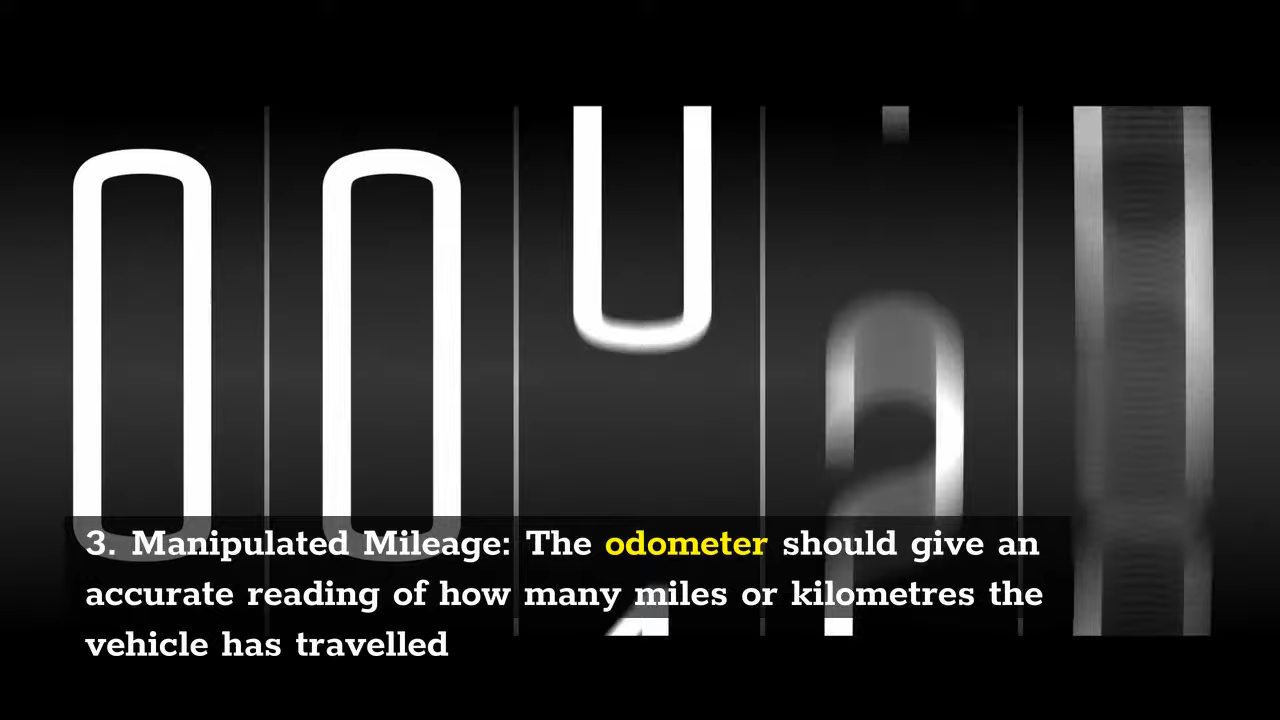 00
3. Manipulated Mileage: The odometer should give an
accurate reading of how many miles or kilometres the
vehicle has travelled